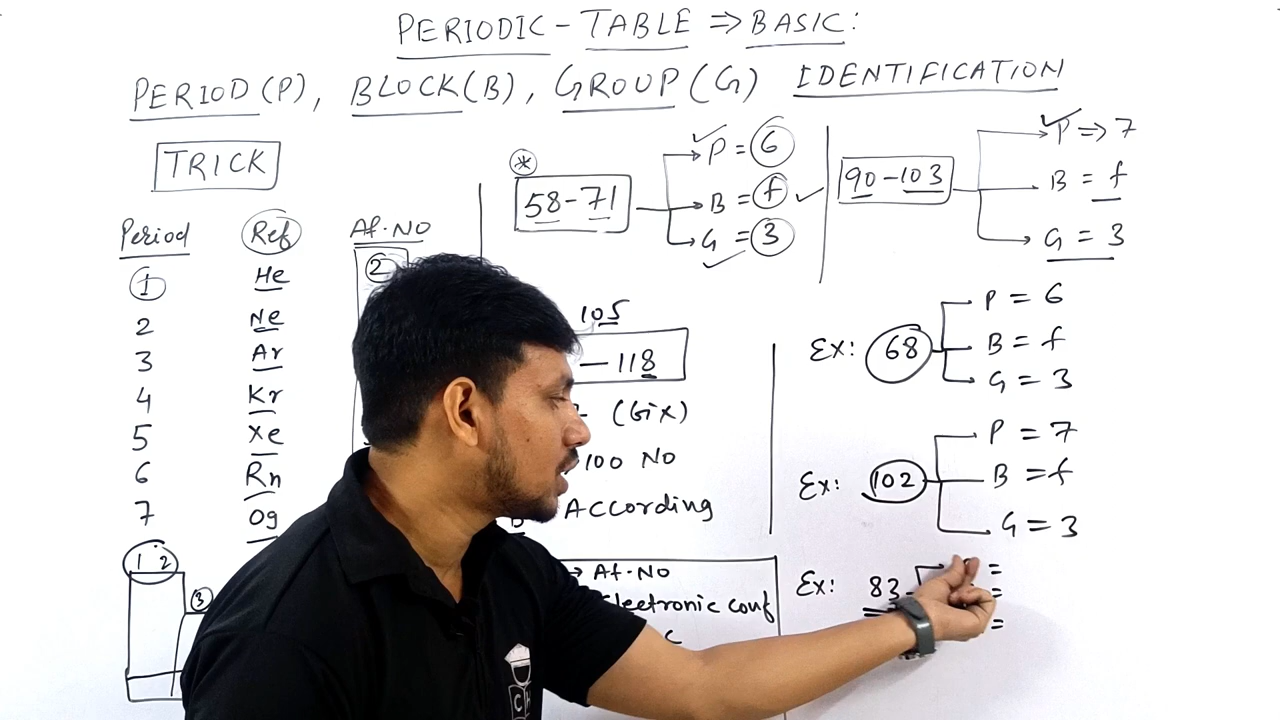 PERIODIC-TABLE ⇒ BASIC:
PERIOD(P), BLOCK(B), GROUP(G) IDENTIFICATION
TRICK
Period Ref At.NO
1 He 2
2 Ne
3 Ar
4 Kr
5 Xe
6 Rn
7 Og
1 2
3
* 58-71
P = 6
B = f
G = 3
90-103
P ⇒ 7
B = f
G = 3
105
-118
(Gix)
100 NO
B According
→ At.NO
Electronic conf
C
Ex: 68
P = 6
B = f
G = 3
Ex: 102
P = 7
B = f
G = 3
Ex: 83
=
=
=
C